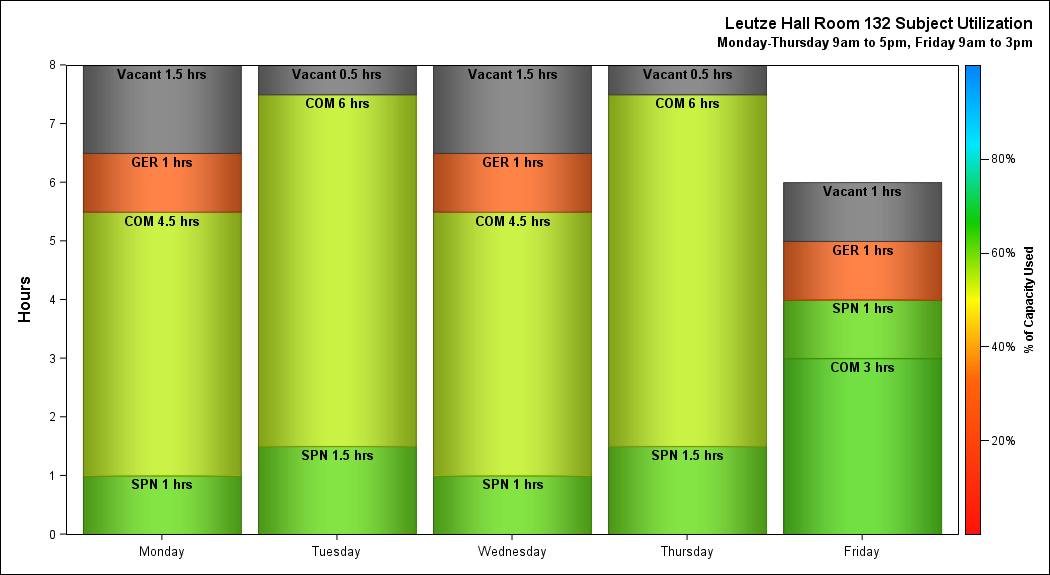 Leutze Hall Room 132 Subject Utilization
Monday-Thursday 9am to 5pm, Friday 9am to 3pm
Hours
8
7
6
5
4
3
2
1
0
Vacant 1.5 hrs
GER 1 hrs
COM 4.5 hrs
SPN 1 hrs
Vacant 0.5 hrs
COM 6 hrs
SPN 1.5 hrs
Vacant 1.5 hrs
GER 1 hrs
COM 4.5 hrs
SPN 1 hrs
Vacant 0.5 hrs
COM 6 hrs
SPN 1.5 hrs
Vacant 1 hrs
GER 1 hrs
SPN 1 hrs
COM 3 hrs
Monday Tuesday Wednesday Thursday Friday
80%
60%
40%
20%
% of Capacity Used